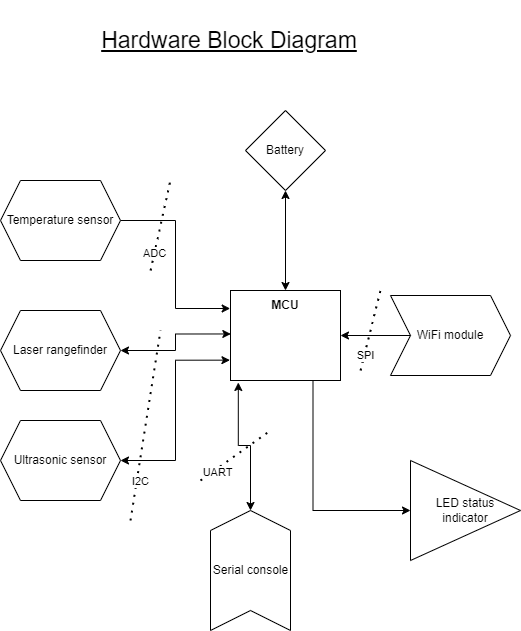 Hardware Block Diagram
Battery
Temperature sensor
ADC
MCU
Laser rangefinder
WiFi module
SPI
Ultrasonic sensor
I2C
UART
LED status
indicator
Serial console